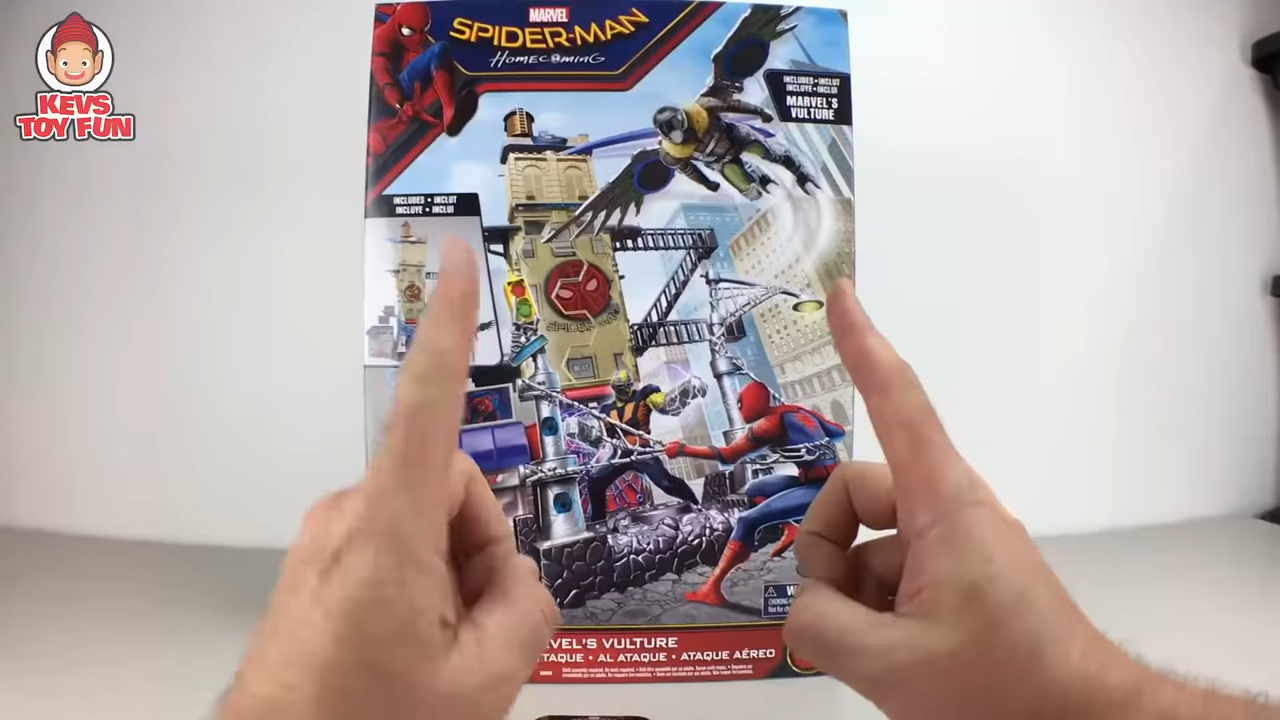 KEVS
TOY FUN
MARVEL
SPIDER-MAN
HOMECOMING
INCLUDES • INCLUT
INCLUYE • INCLUI
MARVEL'S
VULTURE
INCLUDES • INCLUT
INCLUYE • INCLUI
SPIDER-MAN
VEL'S VULTURE
TAQUE • AL ATAQUE • ATAQUE AÉREO